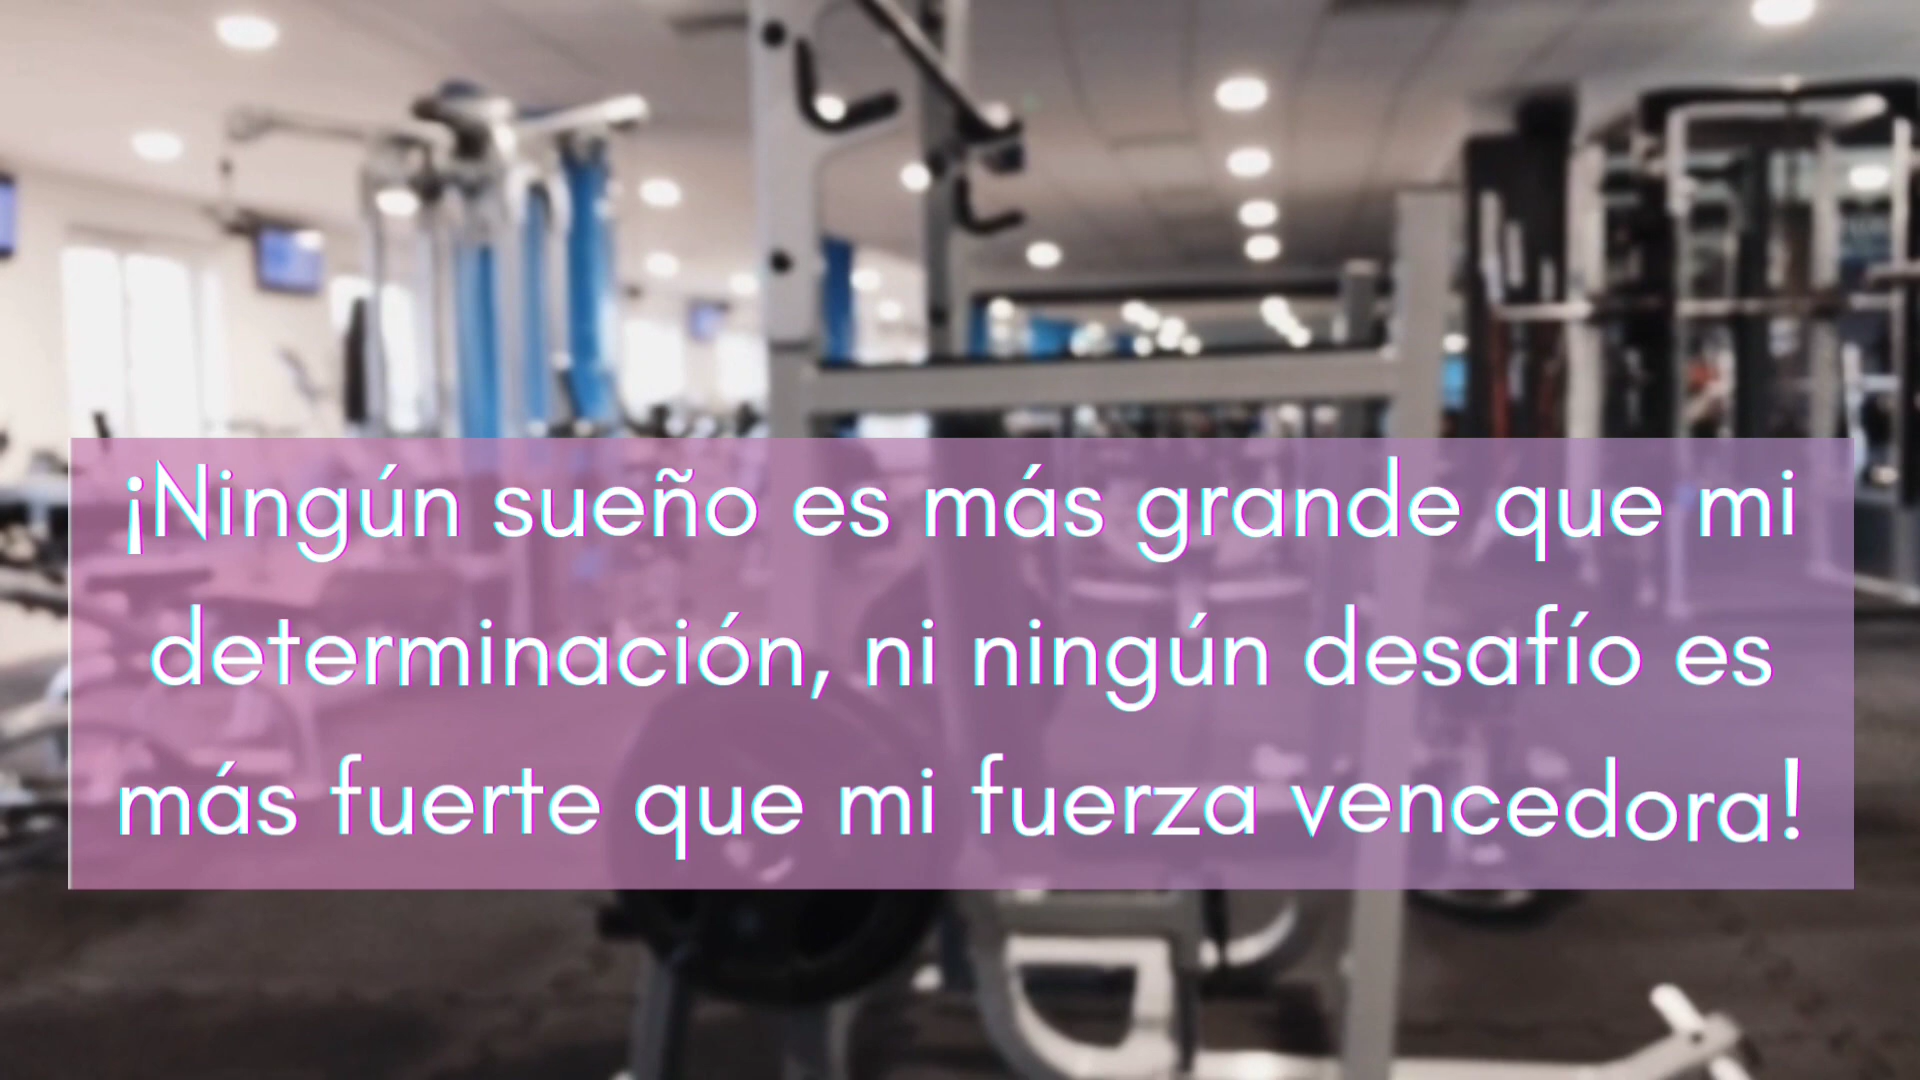 ¡Ningún sueño es más grande que mi
determinación, ni ningún desafío es
más fuerte que mi fuerza vencedora!